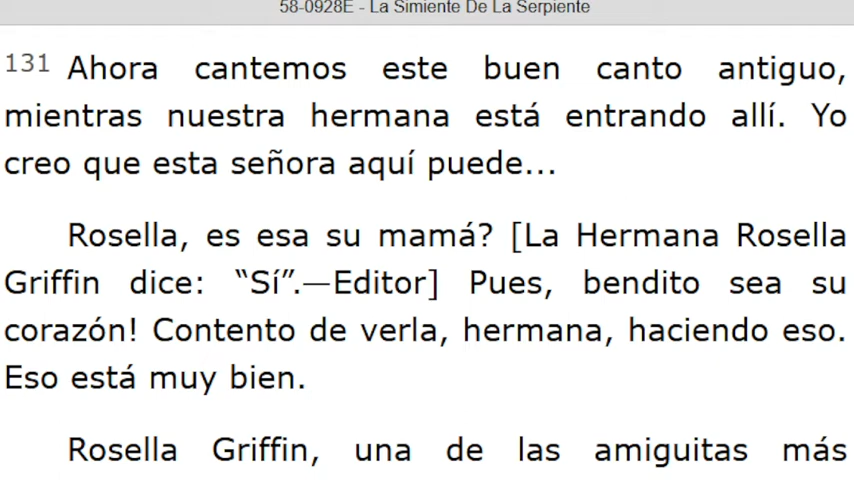 58-0928E - La Simiente De La Serpiente
131 Ahora cantemos este buen canto antiguo,
mientras nuestra hermana está entrando allí. Yo
creo que esta señora aquí puede...
Rosella, es esa su mamá? [La Hermana Rosella
Griffin dice: “Sí”.—Editor] Pues, bendito sea su
corazón! Contento de verla, hermana, haciendo eso.
Eso está muy bien.
Rosella Griffin, una de las amiguitas más